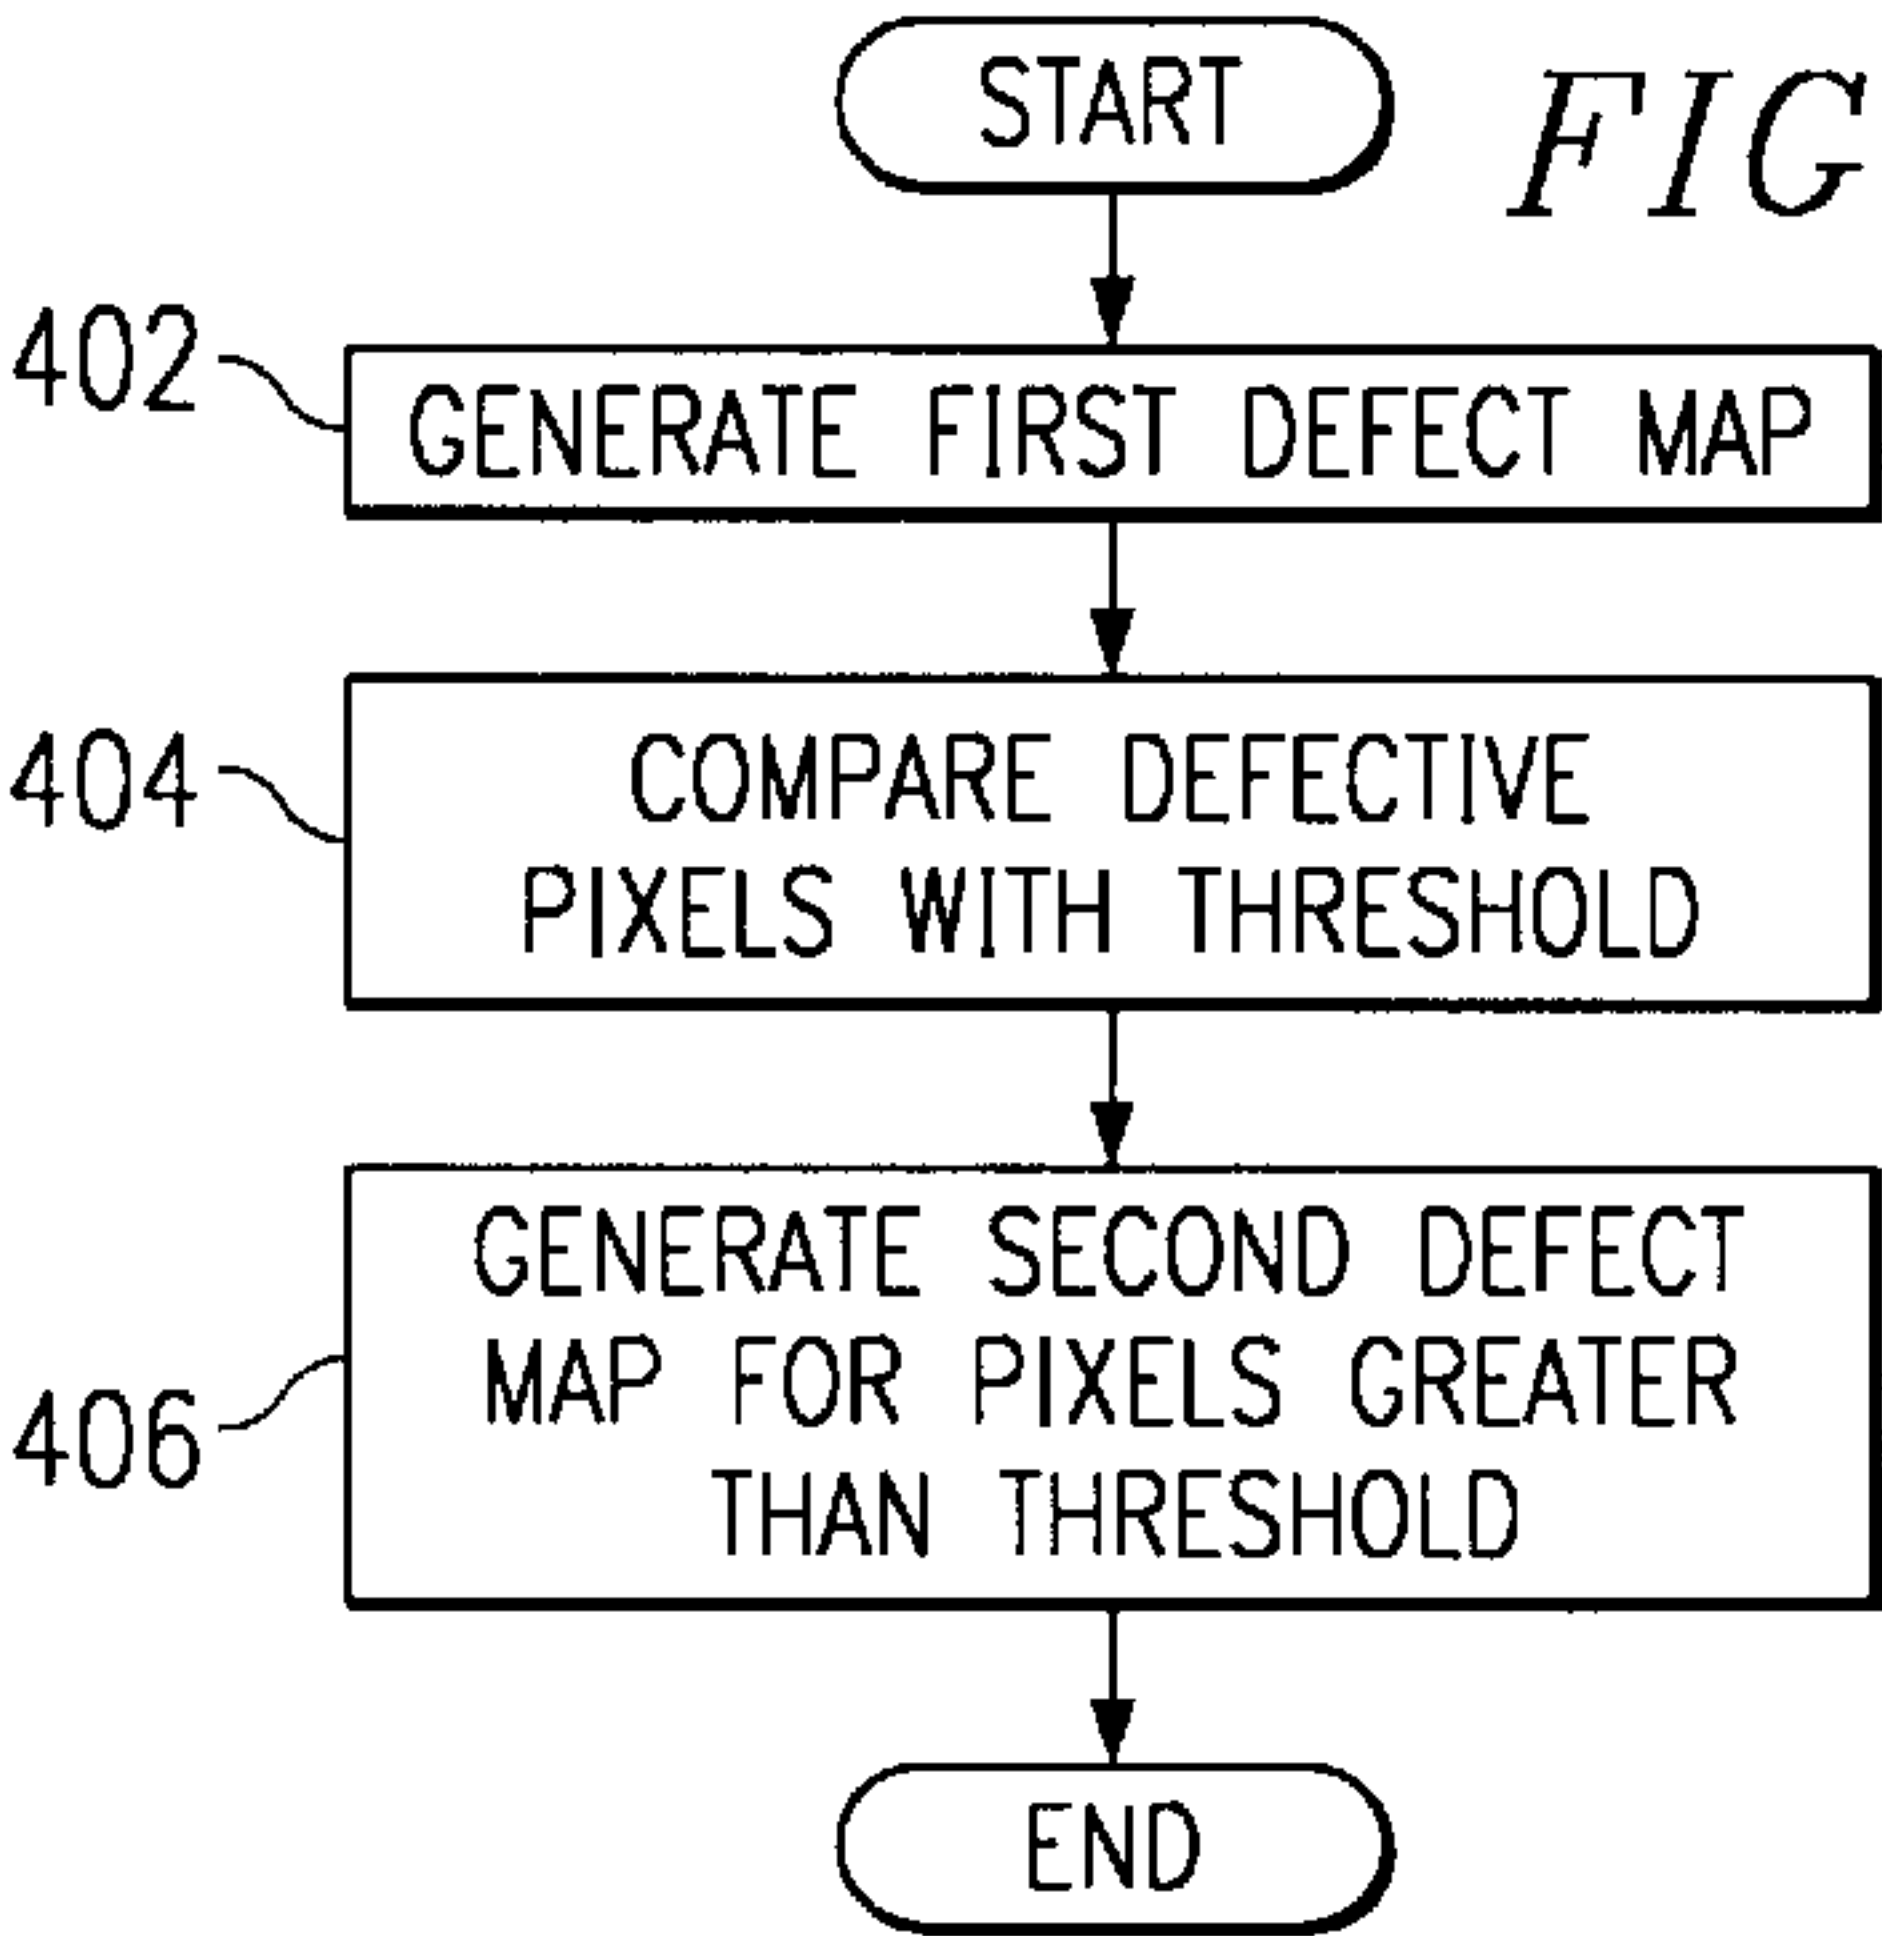 START
FIG
402
GENERATE FIRST DEFECT MAP
404
COMPARE DEFECTIVE
PIXELS WITH THRESHOLD
406
GENERATE SECOND DEFECT
MAP FOR PIXELS GREATER
THAN THRESHOLD
END